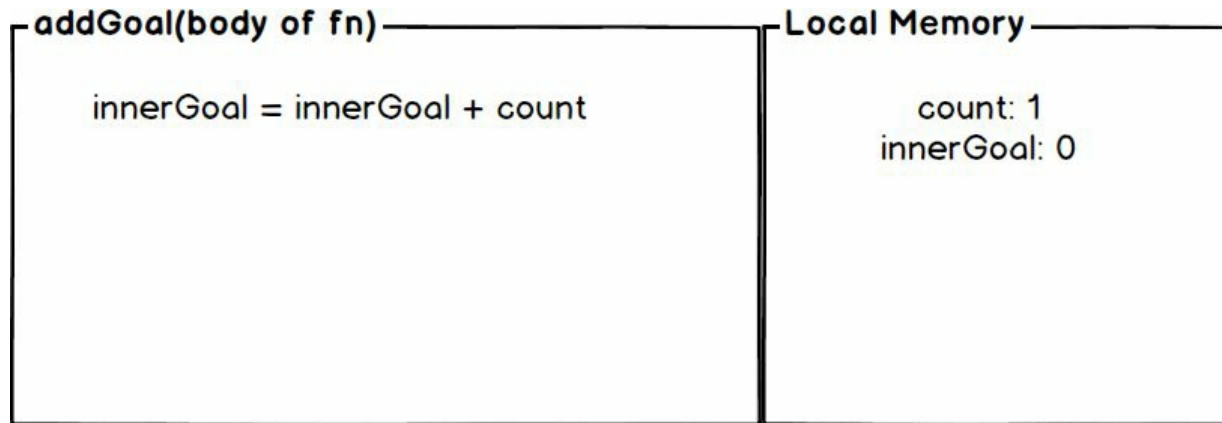 addGoal(body of fn)
innerGoal = innerGoal + count
Local Memory
count: 1
innerGoal: 0